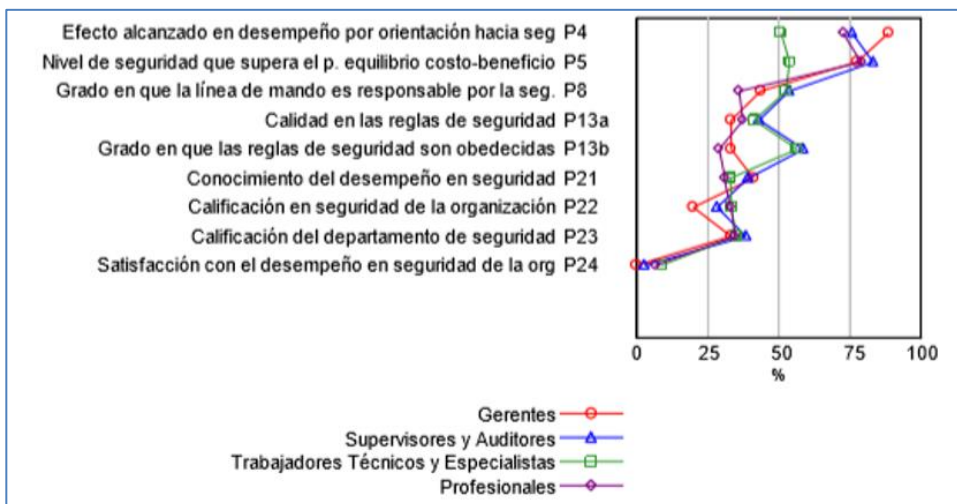 Efecto alcanzado en desempeño por orientación hacia seg P4
Nivel de seguridad que supera el p. equilibrio costo-beneficio P5
Grado en que la línea de mando es responsable por la seg. P8
Calidad en las reglas de seguridad P13a
Grado en que las reglas de seguridad son obedecidas P13b
Conocimiento del desempeño en seguridad P21
Calificación en seguridad de la organización P22
Calificación del departamento de seguridad P23
Satisfacción con el desempeño en seguridad de la org P24
0 25 50 75 100
%
Gerentes
Supervisores y Auditores
Trabajadores Técnicos y Especialistas
Profesionales